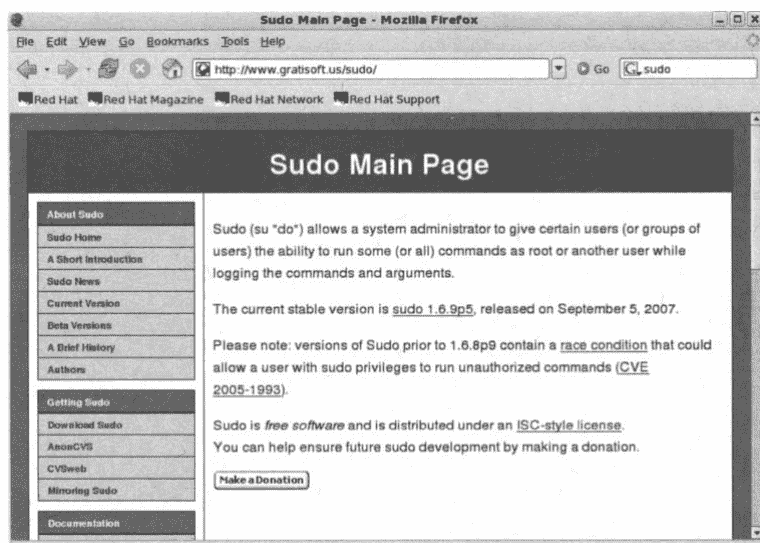 Sudo Main Page - Mozilla Firefox
File Edit View Go Bookmarks Tools Help
http://www.gratisoft.us/sudo/ Go sudo
Red Hat Red Hat Magazine Red Hat Network Red Hat Support
Sudo Main Page
About Sudo
Sudo Home
A Short Introduction
Sudo News
Current Version
Beta Versions
A Brief History
Authors
Getting Sudo
Download Sudo
AnonCVS
CVSweb
Mirroring Sudo
Documentation
Sudo (su "do") allows a system administrator to give certain users (or groups of
users) the ability to run some (or all) commands as root or another user while
logging the commands and arguments.
The current stable version is sudo 1.6.9p5, released on September 5, 2007.
Please note: versions of Sudo prior to 1.6.8p9 contain a race condition that could
allow a user with sudo privileges to run unauthorized commands (CVE
2005-1993).
Sudo is free software and is distributed under an ISC-style license.
You can help ensure future sudo development by making a donation.
Make a Donation